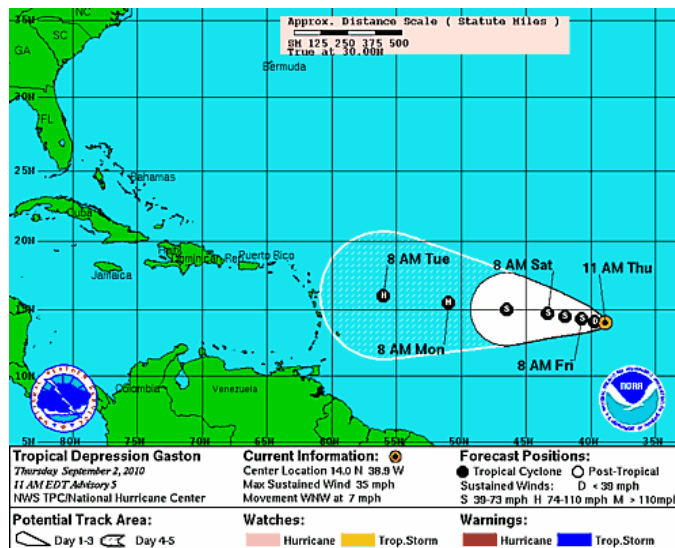 NC
SC
GA
FL
35N
30N
25N
20N
15N
10N
5N
Approx. Distance Scale ( Statute Miles )
SM 125 250 375 500
True at 30.00N
Bermuda
Bahamas
Cuba
Dominican Rep
Puerto Rico
Jamaica
8 AM Tue
8 AM Sat
11 AM Thu
H
H
S
S
S
D
8 AM Mon
8 AM Fri
Colombia
Venezuela
NOAA
80W 75W 70W 65W 60W 55W 50W 45W 40W 35W
Tropical Depression Gaston
Thursday September 2, 2010
11 AM EDT Advisory 5
NWS TPC/National Hurricane Center
Current Information:
Center Location 14.0 N 38.9 W
Max Sustained Wind 35 mph
Movement WNW at 7 mph
Forecast Positions:
Tropical Cyclone Post-Tropical
Sustained Winds: D < 39 mph
S 39-73 mph H 74-110 mph M > 110mph
Potential Track Area:
Day 1-3 Day 4-5
Watches:
Hurricane Trop.Storm
Warnings:
Hurricane Trop.Storm